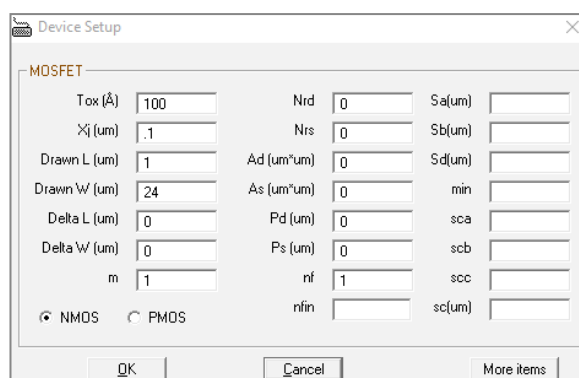 Device Setup
MOSFET
Tox (Å) 100 Nrd 0 Sa(um)
Xj (um) .1 Nrs 0 Sb(um)
Drawn L (um) 1 Ad (um*um) 0 Sd(um)
Drawn W (um) 24 As (um*um) 0 min
Delta L (um) 0 Pd (um) 0 sca
Delta W (um) 0 Ps (um) 0 scb
m 1 nf 1 scc
NMOS PMOS nfin sc(um)
OK Cancel More items